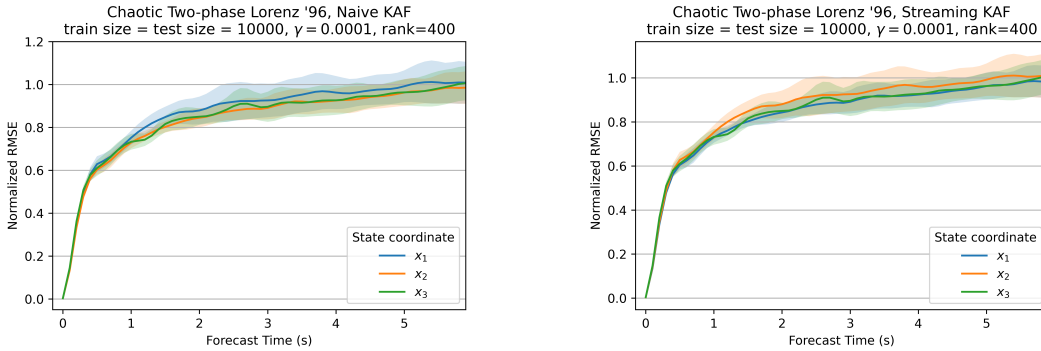 Chaotic Two-phase Lorenz '96, Naive KAF
train size = test size = 10000, γ = 0.0001, rank=400
Normalized RMSE
1.2
1.0
0.8
0.6
0.4
0.2
0.0
0 1 2 3 4 5
Forecast Time (s)
State coordinate
x₁
x₂
x₃
Chaotic Two-phase Lorenz '96, Streaming KAF
train size = test size = 10000, γ = 0.0001, rank=400
Normalized RMSE
1.0
0.8
0.6
0.4
0.2
0.0
0 1 2 3 4 5
Forecast Time (s)
State coordinate
x₁
x₂
x₃